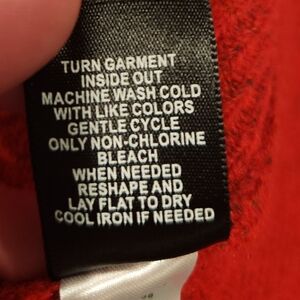 TURN GARMENT
INSIDE OUT
MACHINE WASH COLD
WITH LIKE COLORS
GENTLE CYCLE
ONLY NON-CHLORINE
BLEACH
WHEN NEEDED
RESHAPE AND
LAY FLAT TO DRY
COOL IRON IF NEEDED